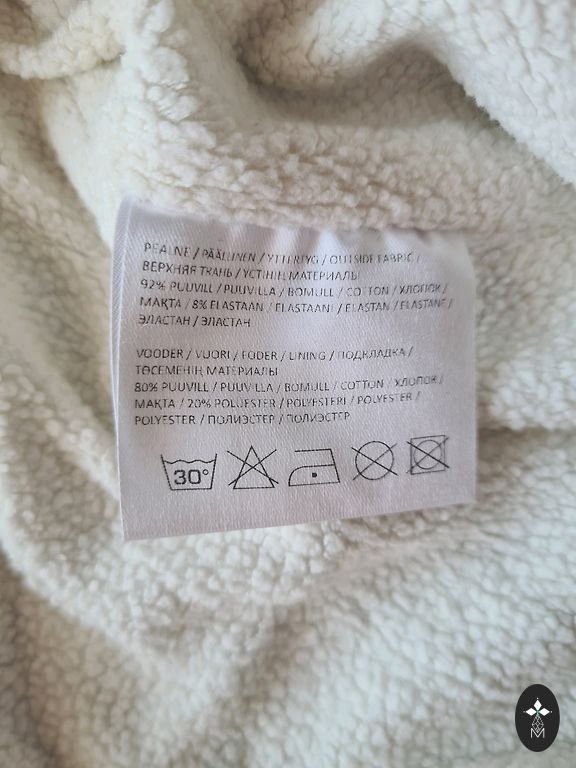 PEALNE / PÄÄLLINEN / YTTERTYG / OUTSIDE FABRIC /
ВЕРХНЯЯ ТКАНЬ / ҮСТІНІҢ МАТЕРИАЛЫ
92% PUUVILL / PUUVILLA / BOMULL / COTTON / ХЛОПОК /
МАҚТА / 8% ELASTAAN / ELASTAANI / ELASTAN / ELASTANE /
ЭЛАСТАН / ЭЛАСТАН
VOODER / VUORI / FODER / LINING / ПОДКЛАДКА /
ТӨСЕМЕНІҢ МАТЕРИАЛЫ
80% PUUVILL / PUUVILLA / BOMULL / COTTON / ХЛОПОК /
МАҚТА / 20% POLÜESTER / POLYESTERI / POLYESTER /
POLYESTER / ПОЛИЭСТЕР / ПОЛИЭСТЕР
30°
M